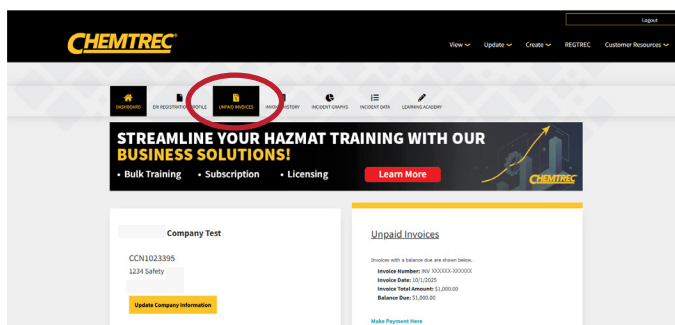 Logout
CHEMTREC®
View Update Create REGTREC Customer Resources
DASHBOARD ER REGISTRATION PROFILE UNPAID INVOICES INVOICE HISTORY INCIDENT GRAPHS INCIDENT DATA LEARNING ACADEMY
STREAMLINE YOUR HAZMAT TRAINING WITH OUR
BUSINESS SOLUTIONS!
• Bulk Training • Subscription • Licensing Learn More
CHEMTREC
Company Test
CCN1023395
1234 Safety
Update Company Information
Unpaid Invoices
Invoices with a balance due are shown below.
Invoice Number: INV XXXXXX-XXXXXX
Invoice Date: 10/1/2025
Invoice Total Amount: $1,000.00
Balance Due: $1,000.00
Make Payment Here